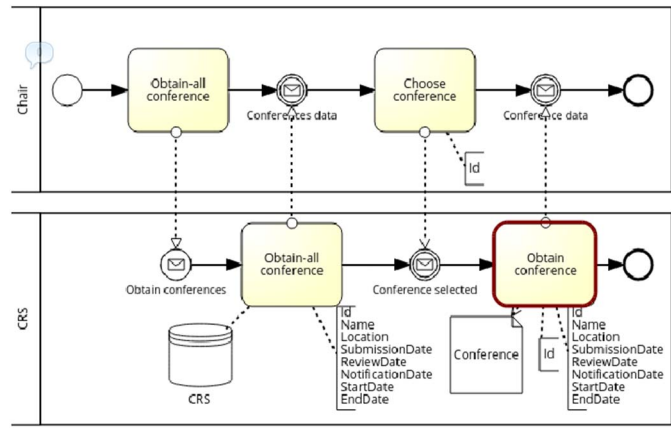 Chair
0
Obtain-all
conference
Conferences data
Choose
conference
Conference data
Id
CRS
Obtain conferences
Obtain-all
conference
Conference selected
Obtain
conference
CRS
Id
Name
Location
SubmissionDate
ReviewDate
NotificationDate
StartDate
EndDate
Conference
Id
Id
Name
Location
SubmissionDate
ReviewDate
NotificationDate
StartDate
EndDate